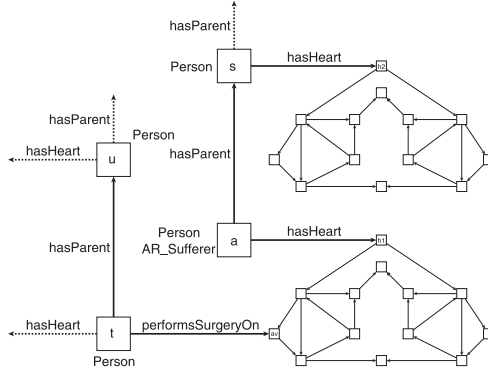 hasParent
Person
s
hasHeart
h2
hasParent
Person
hasHeart
u
hasParent
Person
AR_Sufferer
a
hasHeart
h1
hasParent
hasHeart
t
performsSurgeryOn
av
Person